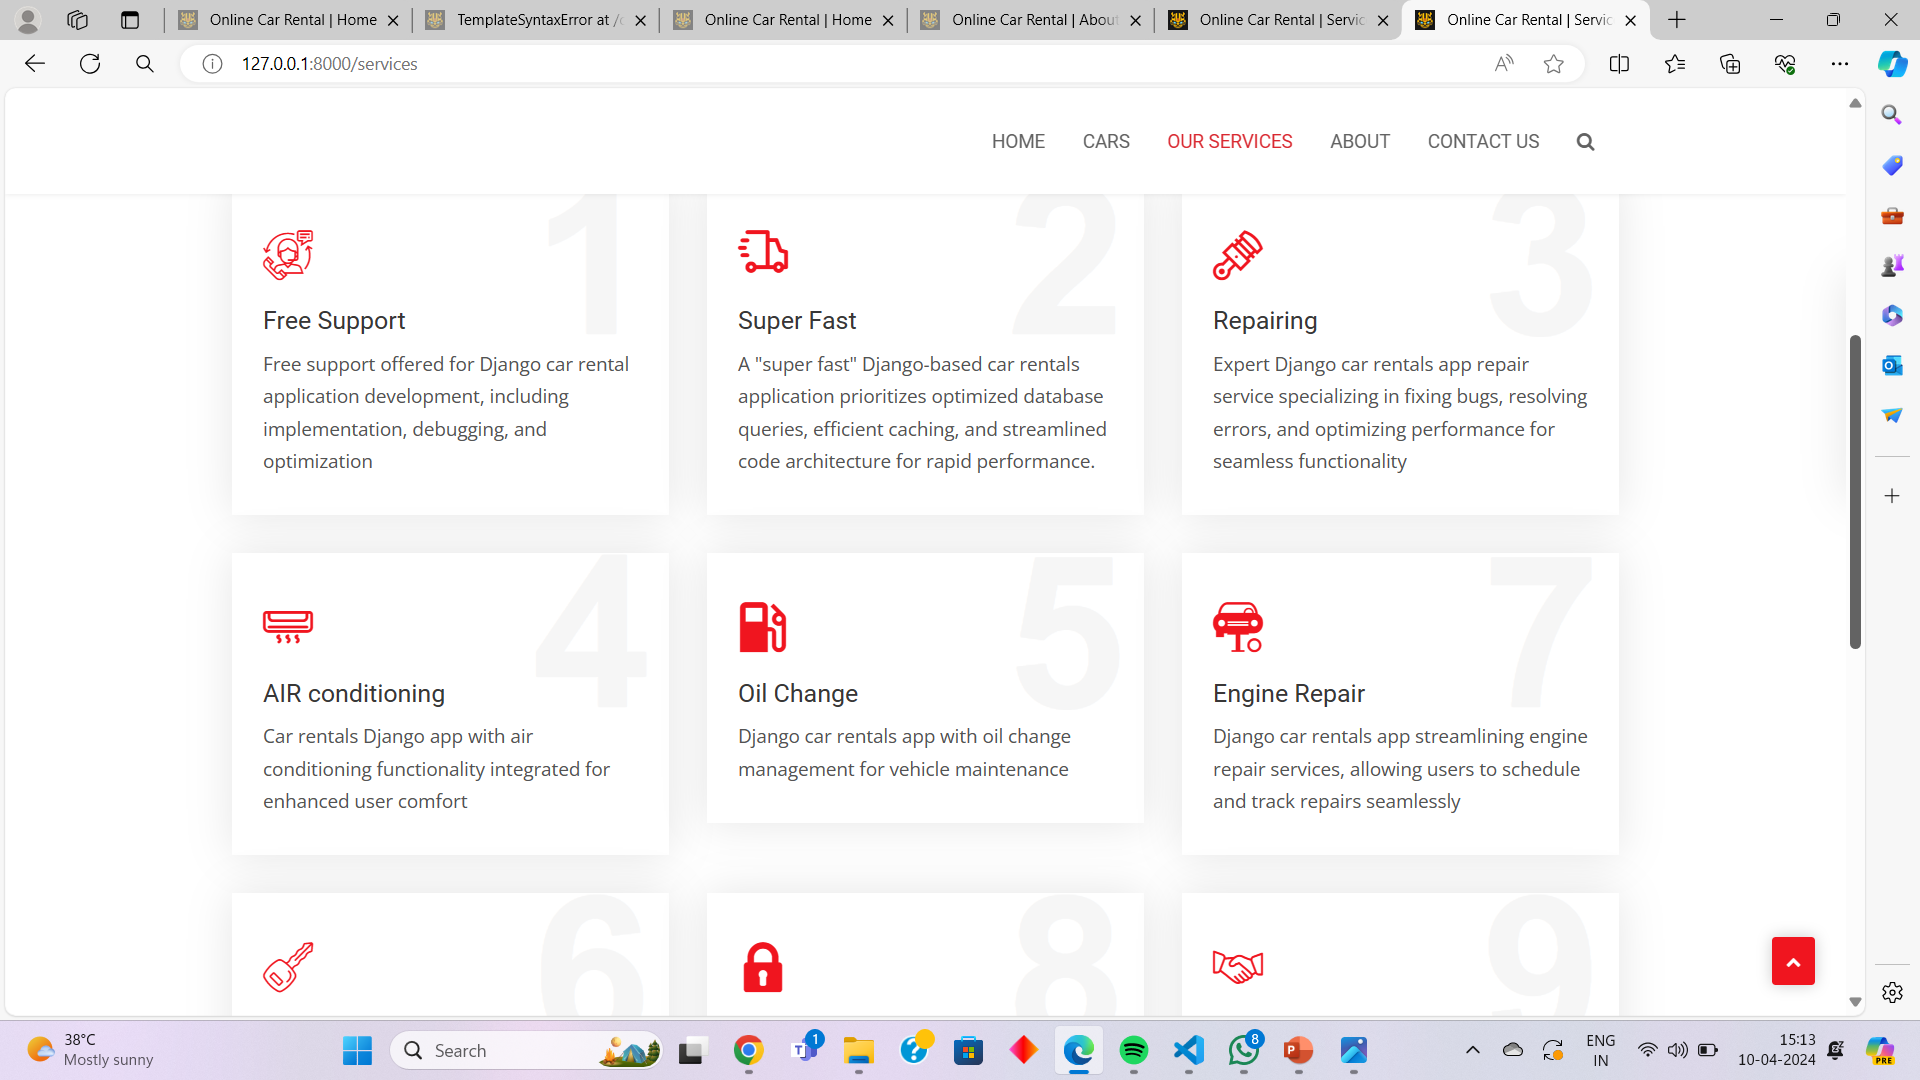 Online Car Rental | Home
TemplateSyntaxError at /
Online Car Rental | Home
Online Car Rental | About
Online Car Rental | Servic
Online Car Rental | Servic
127.0.0.1:8000/services
HOME
CARS
OUR SERVICES
ABOUT
CONTACT US
1
Free Support
Free support offered for Django car rental
application development, including
implementation, debugging, and
optimization
2
Super Fast
A "super fast" Django-based car rentals
application prioritizes optimized database
queries, efficient caching, and streamlined
code architecture for rapid performance.
3
Repairing
Expert Django car rentals app repair
service specializing in fixing bugs, resolving
errors, and optimizing performance for
seamless functionality
4
AIR conditioning
Car rentals Django app with air
conditioning functionality integrated for
enhanced user comfort
5
Oil Change
Django car rentals app with oil change
management for vehicle maintenance
7
Engine Repair
Django car rentals app streamlining engine
repair services, allowing users to schedule
and track repairs seamlessly
6
8
9
38°C
Mostly sunny
Search
1
8
ENG
IN
15:13
10-04-2024
PRE